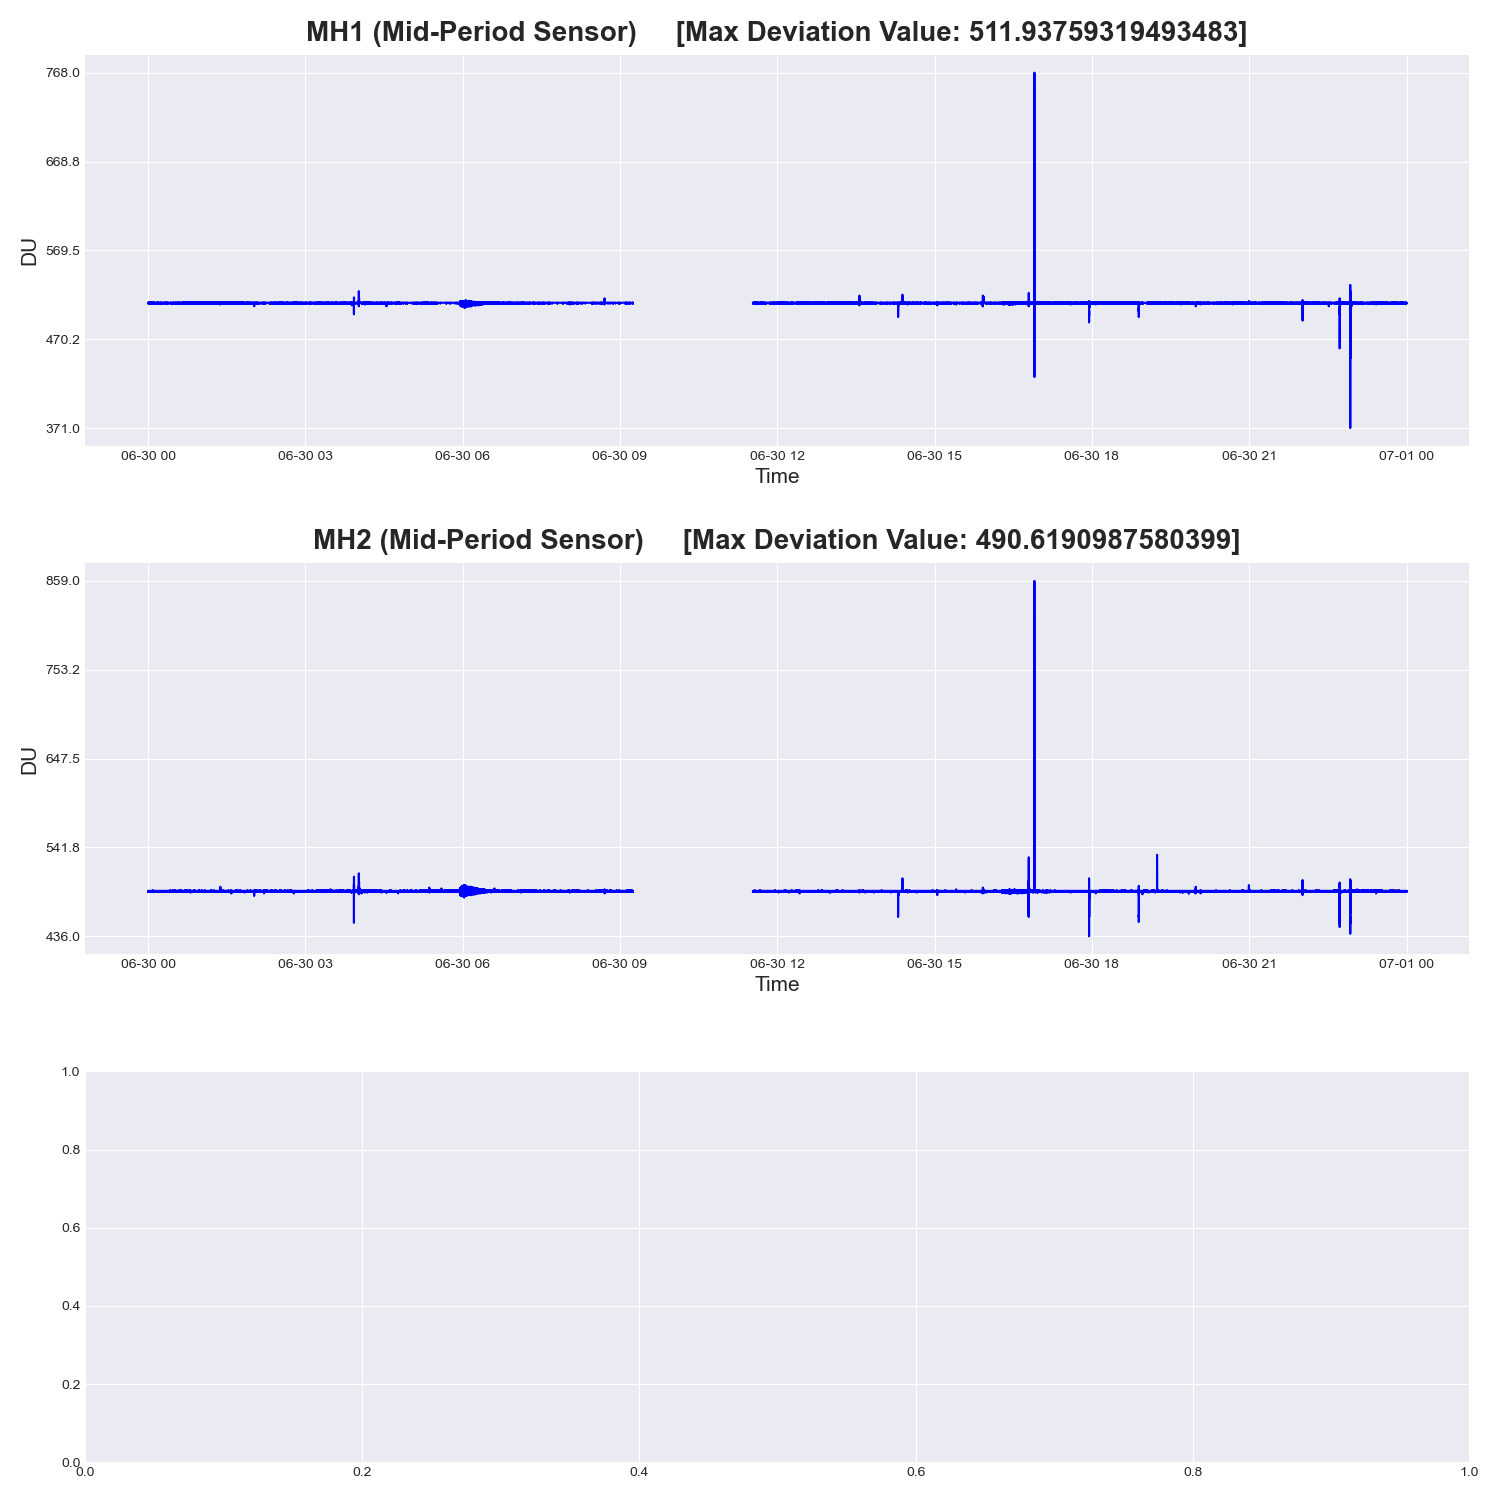 MH1 (Mid-Period Sensor) [Max Deviation Value: 511.93759319493483]
768.0
668.8
569.5
470.2
371.0
DU
06-30 00 06-30 03 06-30 06 06-30 09 06-30 12 06-30 15 06-30 18 06-30 21 07-01 00
Time
MH2 (Mid-Period Sensor) [Max Deviation Value: 490.6190987580399]
859.0
753.2
647.5
541.8
436.0
DU
06-30 00 06-30 03 06-30 06 06-30 09 06-30 12 06-30 15 06-30 18 06-30 21 07-01 00
Time
1.0
0.8
0.6
0.4
0.2
0.0
0.0 0.2 0.4 0.6 0.8 1.0